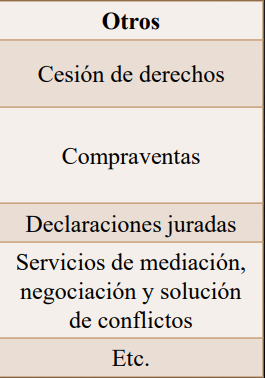 Otros
Cesión de derechos
Compraventas
Declaraciones juradas
Servicios de mediación,
negociación y solución
de conflictos
Etc.